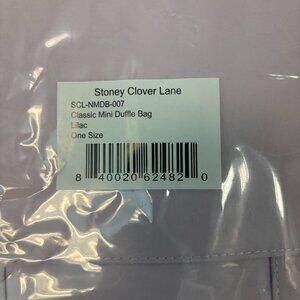 Stoney Clover Lane
SCL-NMDB-007
Classic Mini Duffle Bag
Lilac
One Size
8 40020 62482 0